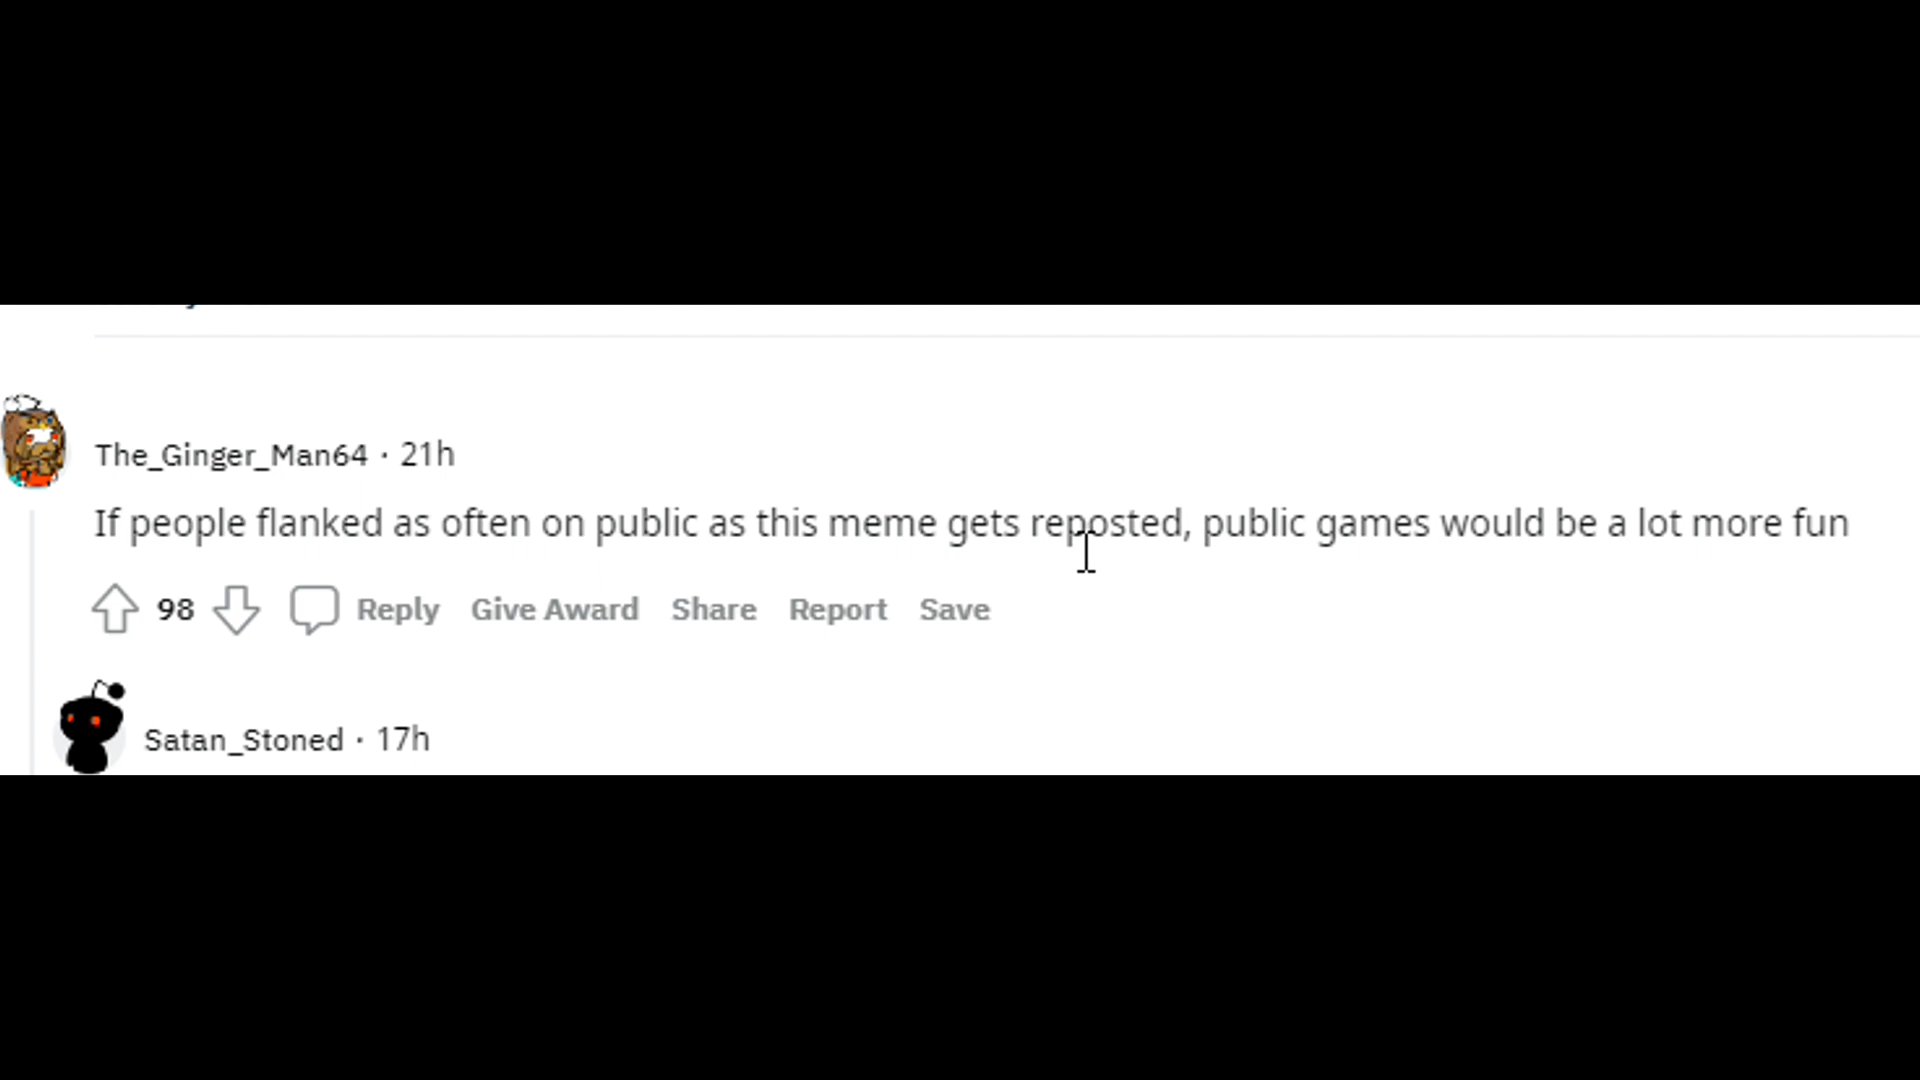 The_Ginger_Man64 · 21h
If people flanked as often on public as this meme gets reposted, public games would be a lot more fun
98 Reply Give Award Share Report Save
Satan_Stoned · 17h